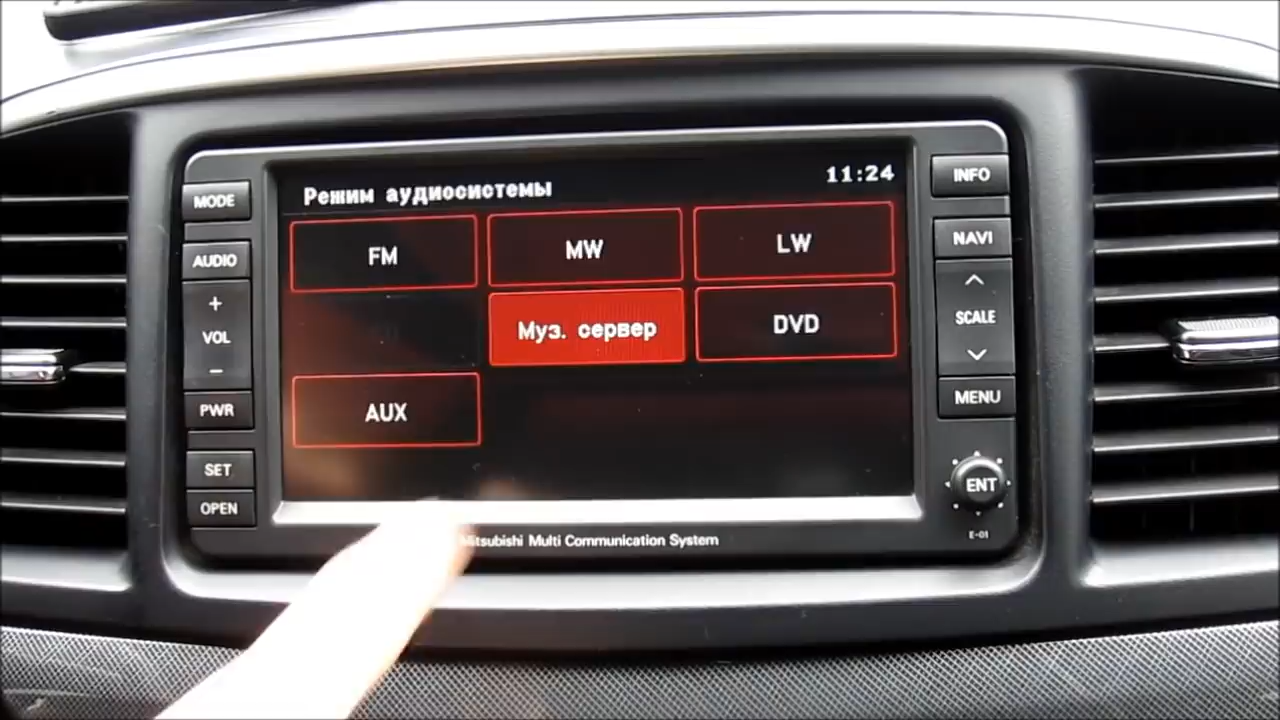 MODE
AUDIO
+
VOL
−
PWR
SET
OPEN
Режим аудиосистемы
11:24
FM
MW
LW
Муз. сервер
DVD
AUX
Mitsubishi Multi Communication System
INFO
NAVI
SCALE
MENU
ENT
E-01